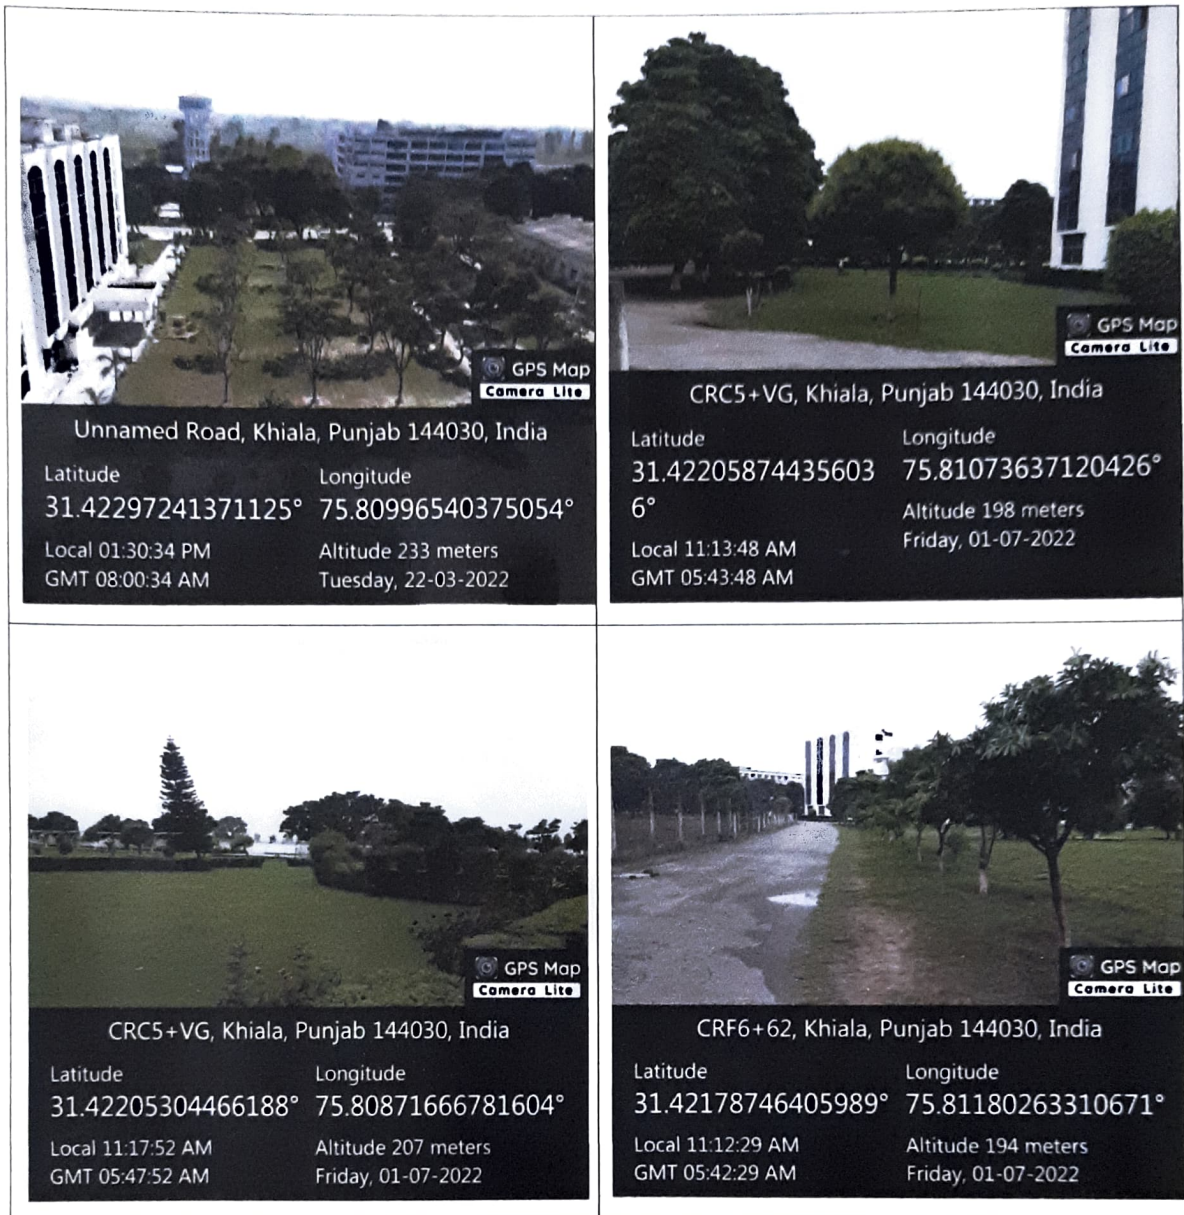 GPS Map
Camera Lite
Unnamed Road, Khiala, Punjab 144030, India
Latitude
31.42297241371125°
Longitude
75.80996540375054°
Local 01:30:34 PM
GMT 08:00:34 AM
Altitude 233 meters
Tuesday, 22-03-2022
GPS Map
Camera Lite
CRC5+VG, Khiala, Punjab 144030, India
Latitude
31.42205874435603
6°
Longitude
75.81073637120426°
Local 11:13:48 AM
GMT 05:43:48 AM
Altitude 198 meters
Friday, 01-07-2022
GPS Map
Camera Lite
CRC5+VG, Khiala, Punjab 144030, India
Latitude
31.42205304466188°
Longitude
75.80871666781604°
Local 11:17:52 AM
GMT 05:47:52 AM
Altitude 207 meters
Friday, 01-07-2022
GPS Map
Camera Lite
CRF6+62, Khiala, Punjab 144030, India
Latitude
31.42178746405989°
Longitude
75.81180263310671°
Local 11:12:29 AM
GMT 05:42:29 AM
Altitude 194 meters
Friday, 01-07-2022